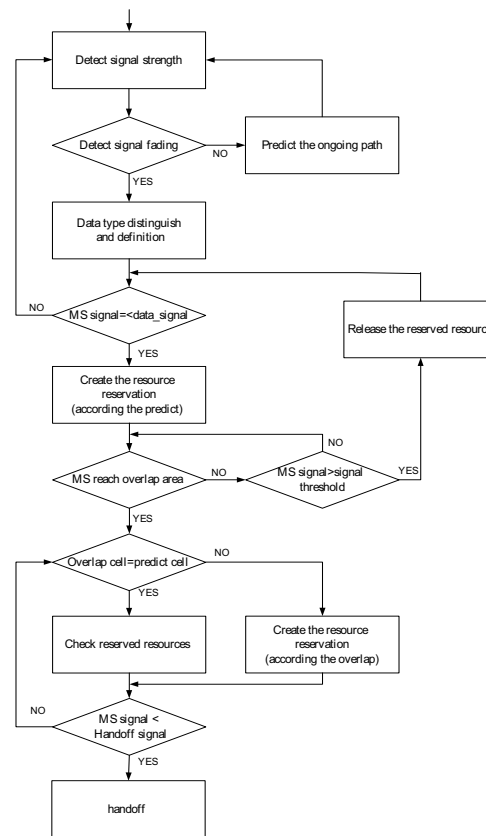 Detect signal strength
Detect signal fading
NO
Predict the ongoing path
YES
Data type distinguish
and definition
NO
MS signal=<data_signal
Release the reserved resource
YES
Create the resource
reservation
(according the predict)
NO
MS reach overlap area
NO
MS signal>signal
threshold
YES
YES
Overlap cell=predict cell
NO
YES
Check reserved resources
Create the resource
reservation
(according the overlap)
NO
MS signal <
Handoff signal
YES
handoff